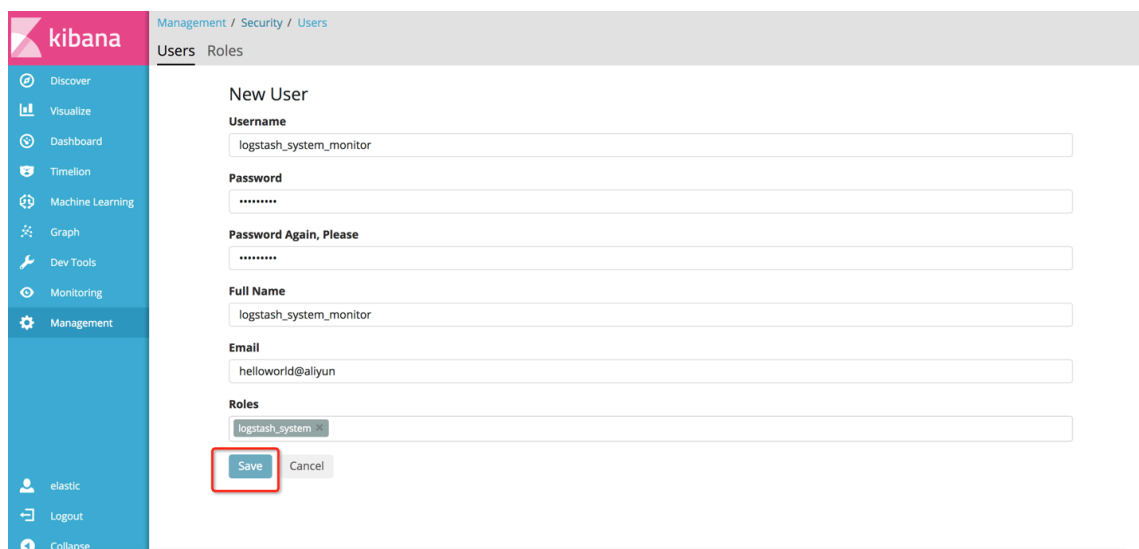 kibana
Management / Security / Users
Users Roles
Discover
Visualize
Dashboard
Timelion
Machine Learning
Graph
Dev Tools
Monitoring
Management
elastic
Logout
Collapse
New User
Username
logstash_system_monitor
Password
•••••••••
Password Again, Please
•••••••••
Full Name
logstash_system_monitor
Email
helloworld@aliyun
Roles
logstash_system ×
Save Cancel